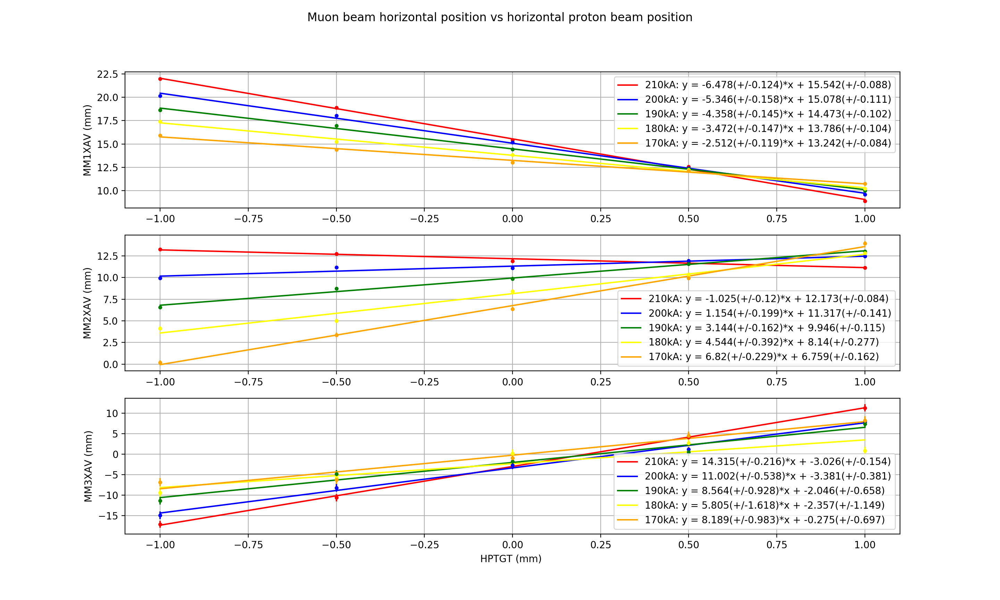 Muon beam horizontal position vs horizontal proton beam position
MM1XAV (mm)
22.5
20.0
17.5
15.0
12.5
10.0
210kA: y = -6.478(+/-0.124)*x + 15.542(+/-0.088)
200kA: y = -5.346(+/-0.158)*x + 15.078(+/-0.111)
190kA: y = -4.358(+/-0.145)*x + 14.473(+/-0.102)
180kA: y = -3.472(+/-0.147)*x + 13.786(+/-0.104)
170kA: y = -2.512(+/-0.119)*x + 13.242(+/-0.084)
−1.00 −0.75 −0.50 −0.25 0.00 0.25 0.50 0.75 1.00
MM2XAV (mm)
12.5
10.0
7.5
5.0
2.5
0.0
210kA: y = -1.025(+/-0.12)*x + 12.173(+/-0.084)
200kA: y = 1.154(+/-0.199)*x + 11.317(+/-0.141)
190kA: y = 3.144(+/-0.162)*x + 9.946(+/-0.115)
180kA: y = 4.544(+/-0.392)*x + 8.14(+/-0.277)
170kA: y = 6.82(+/-0.229)*x + 6.759(+/-0.162)
−1.00 −0.75 −0.50 −0.25 0.00 0.25 0.50 0.75 1.00
MM3XAV (mm)
10
5
0
−5
−10
−15
210kA: y = 14.315(+/-0.216)*x + -3.026(+/-0.154)
200kA: y = 11.002(+/-0.538)*x + -3.381(+/-0.381)
190kA: y = 8.564(+/-0.928)*x + -2.046(+/-0.658)
180kA: y = 5.805(+/-1.618)*x + -2.357(+/-1.149)
170kA: y = 8.189(+/-0.983)*x + -0.275(+/-0.697)
−1.00 −0.75 −0.50 −0.25 0.00 0.25 0.50 0.75 1.00
HPTGT (mm)